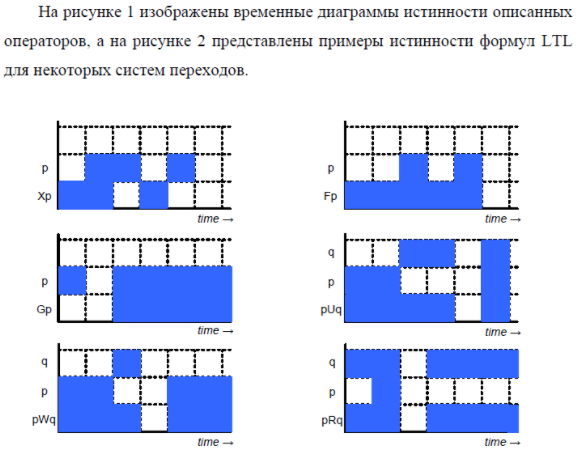 На рисунке 1 изображены временные диаграммы истинности описанных
операторов, а на рисунке 2 представлены примеры истинности формул LTL
для некоторых систем переходов.
p
Xp
time →
p
Fp
time →
p
Gp
time →
q
p
pUq
time →
q
p
pWq
time →
q
p
pRq
time →